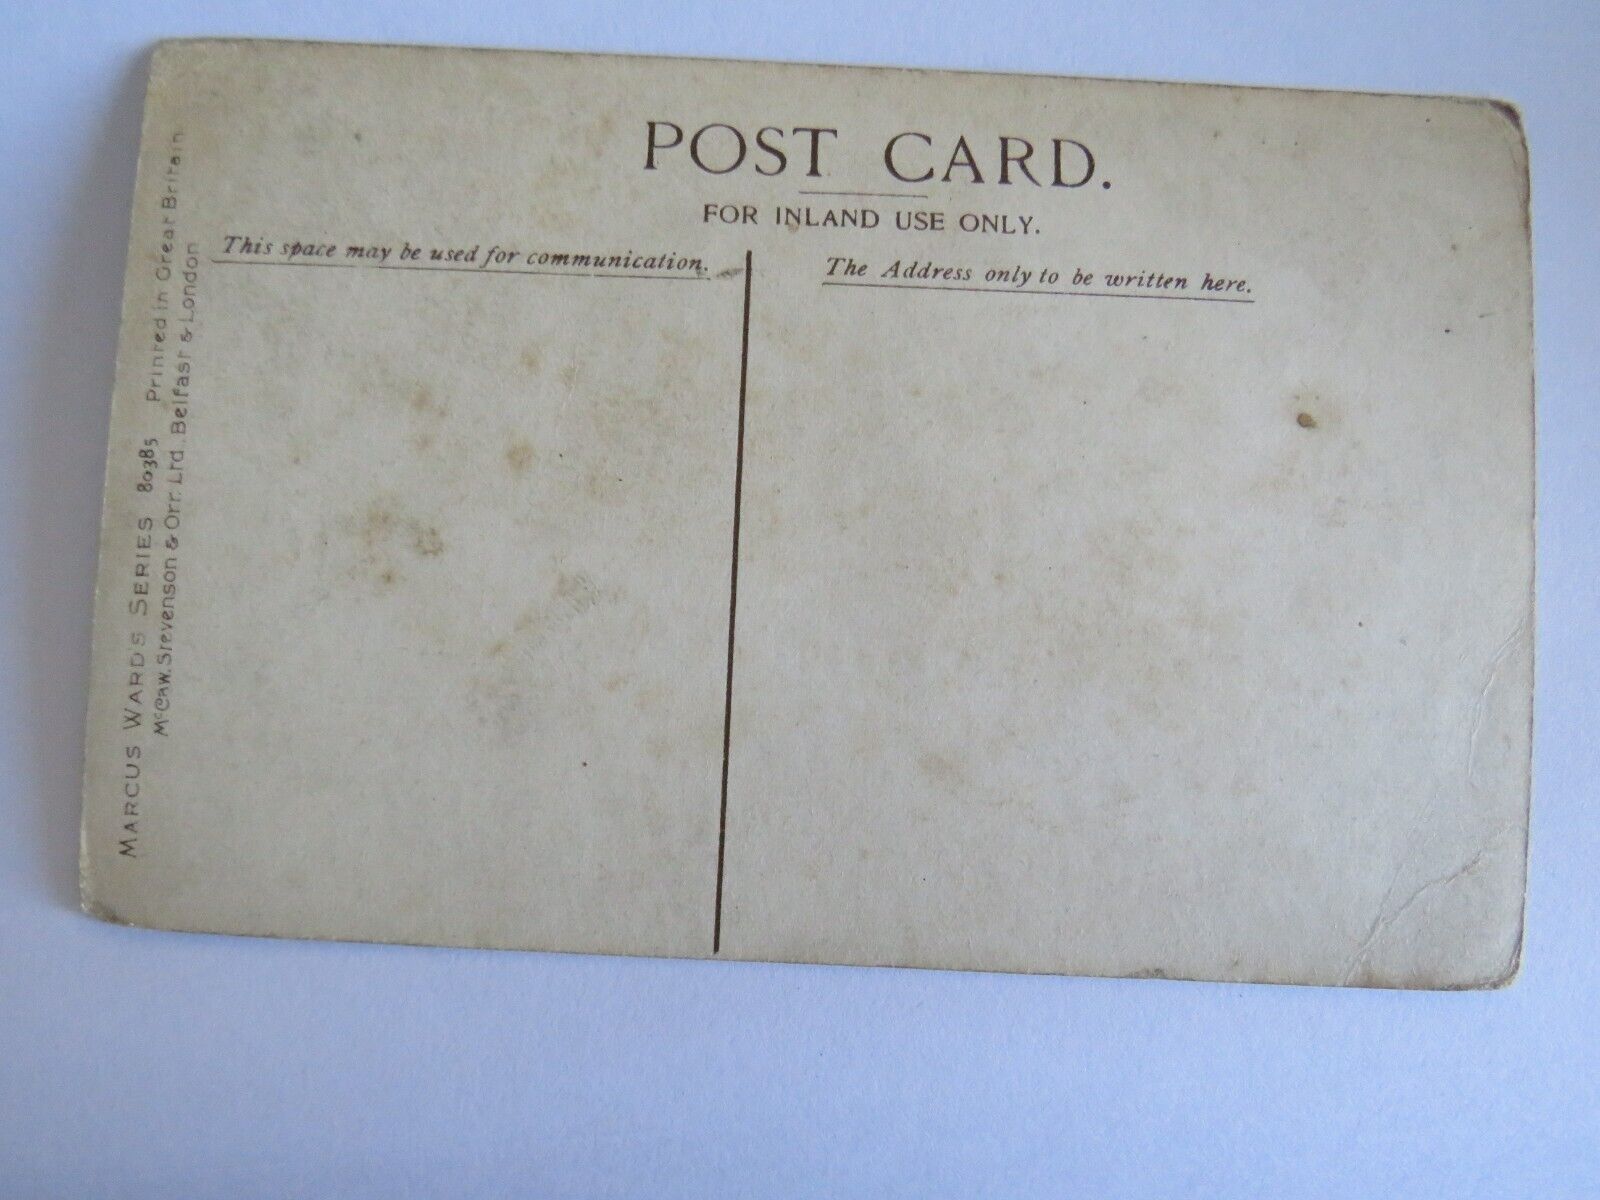 POST CARD.
FOR INLAND USE ONLY.
This space may be used for communication.
The Address only to be written here.
MARCUS WARD'S SERIES 80385 Printed in Great Britain
McCaw. Stevenson & Orr. Ltd. Belfast & London